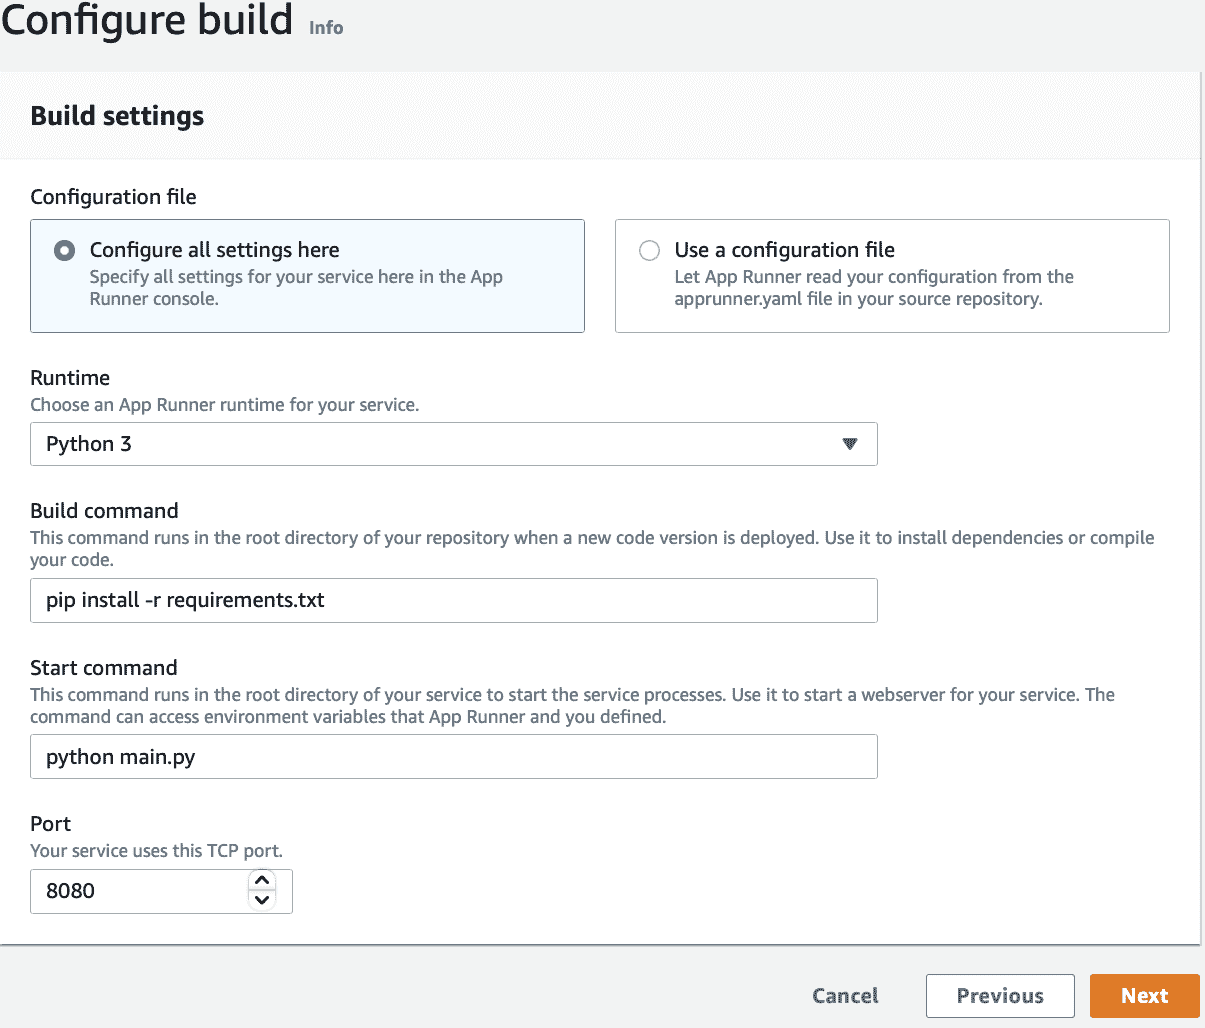 Configure build Info
Build settings
Configuration file
Configure all settings here
Specify all settings for your service here in the App
Runner console.
Use a configuration file
Let App Runner read your configuration from the
apprunner.yaml file in your source repository.
Runtime
Choose an App Runner runtime for your service.
Python 3
Build command
This command runs in the root directory of your repository when a new code version is deployed. Use it to install dependencies or compile
your code.
pip install -r requirements.txt
Start command
This command runs in the root directory of your service to start the service processes. Use it to start a webserver for your service. The
command can access environment variables that App Runner and you defined.
python main.py
Port
Your service uses this TCP port.
8080
Cancel Previous Next